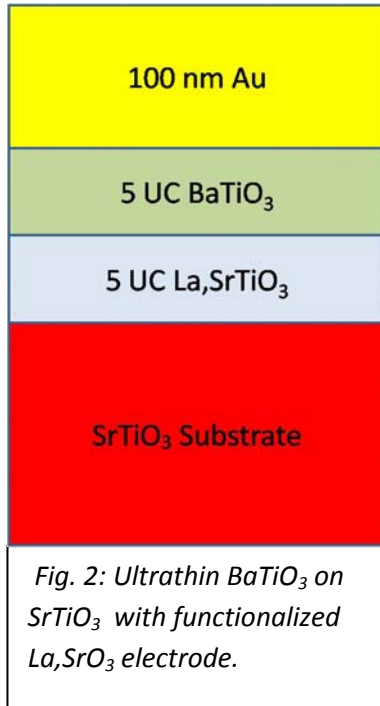 100 nm Au
5 UC BaTiO₃
5 UC La,SrTiO₃
SrTiO₃ Substrate
Fig. 2: Ultrathin BaTiO₃ on
SrTiO₃ with functionalized
La,SrO₃ electrode.